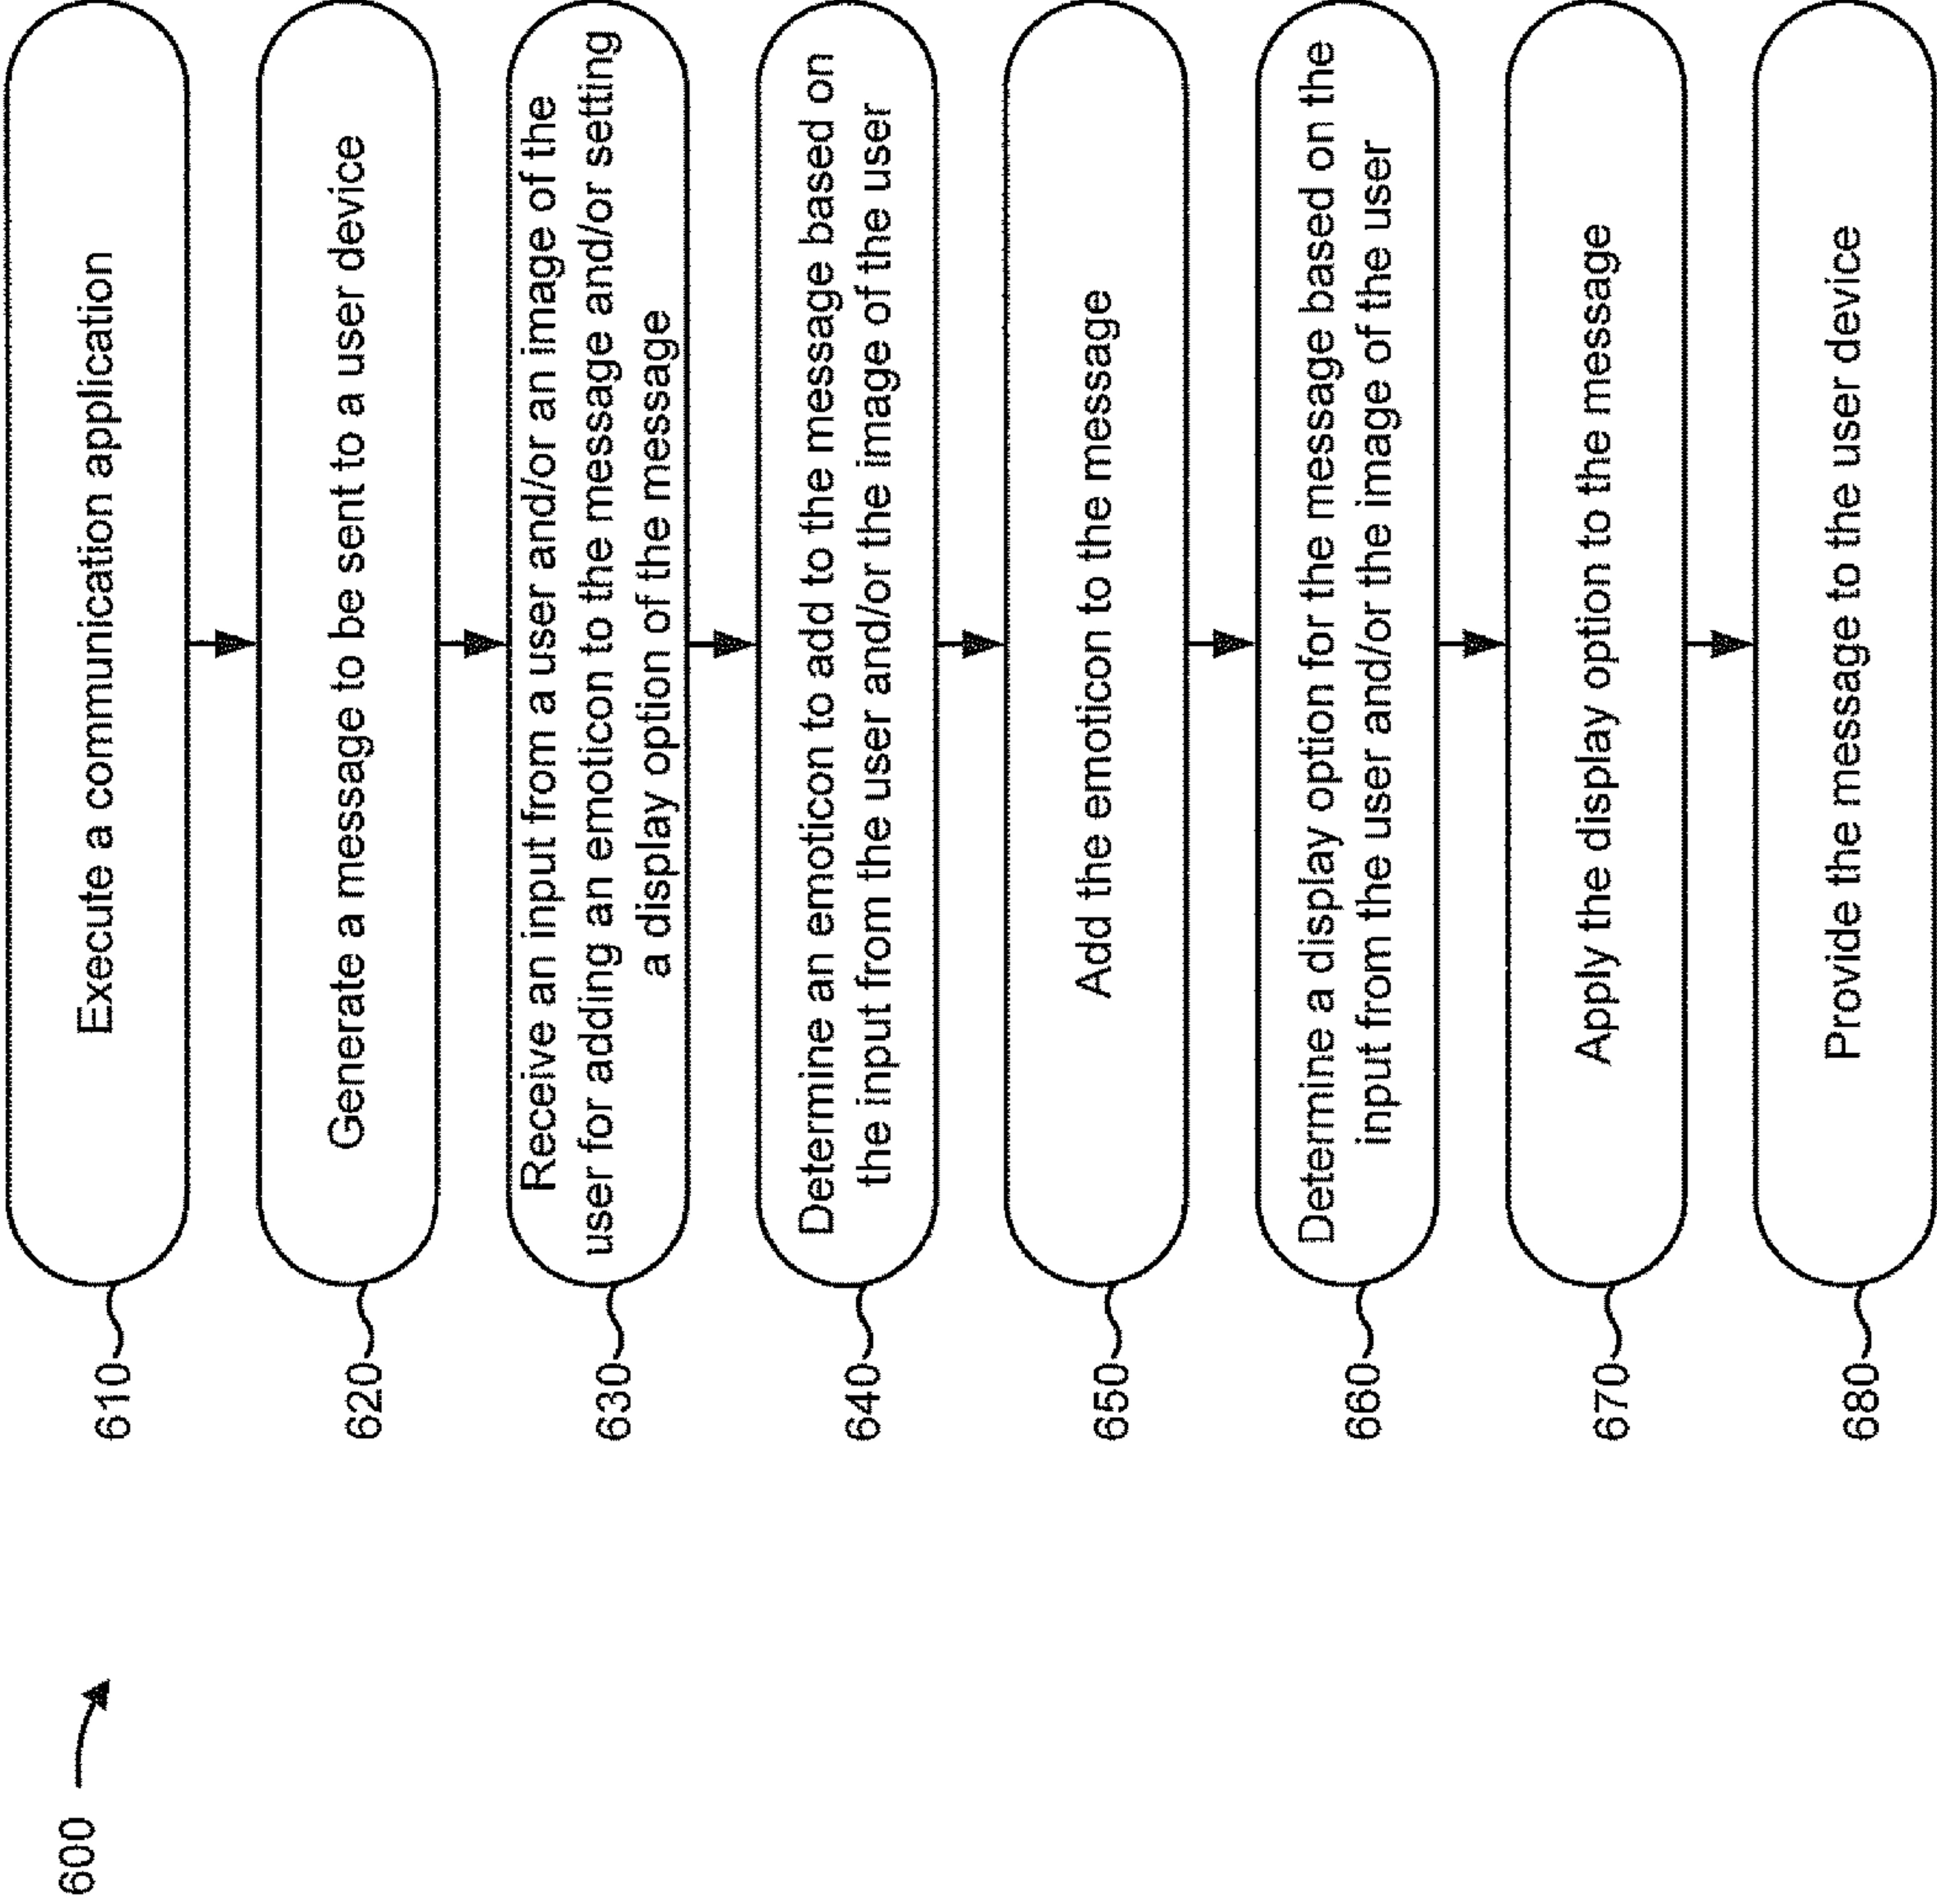 600
610
Execute a communication application
620
Generate a message to be sent to a user device
630
Receive an input from a user and/or an image of the
user for adding an emoticon to the message and/or setting
a display option of the message
640
Determine an emoticon to add to the message based on
the input from the user and/or the image of the user
650
Add the emoticon to the message
660
Determine a display option for the message based on the
input from the user and/or the image of the user
670
Apply the display option to the message
680
Provide the message to the user device